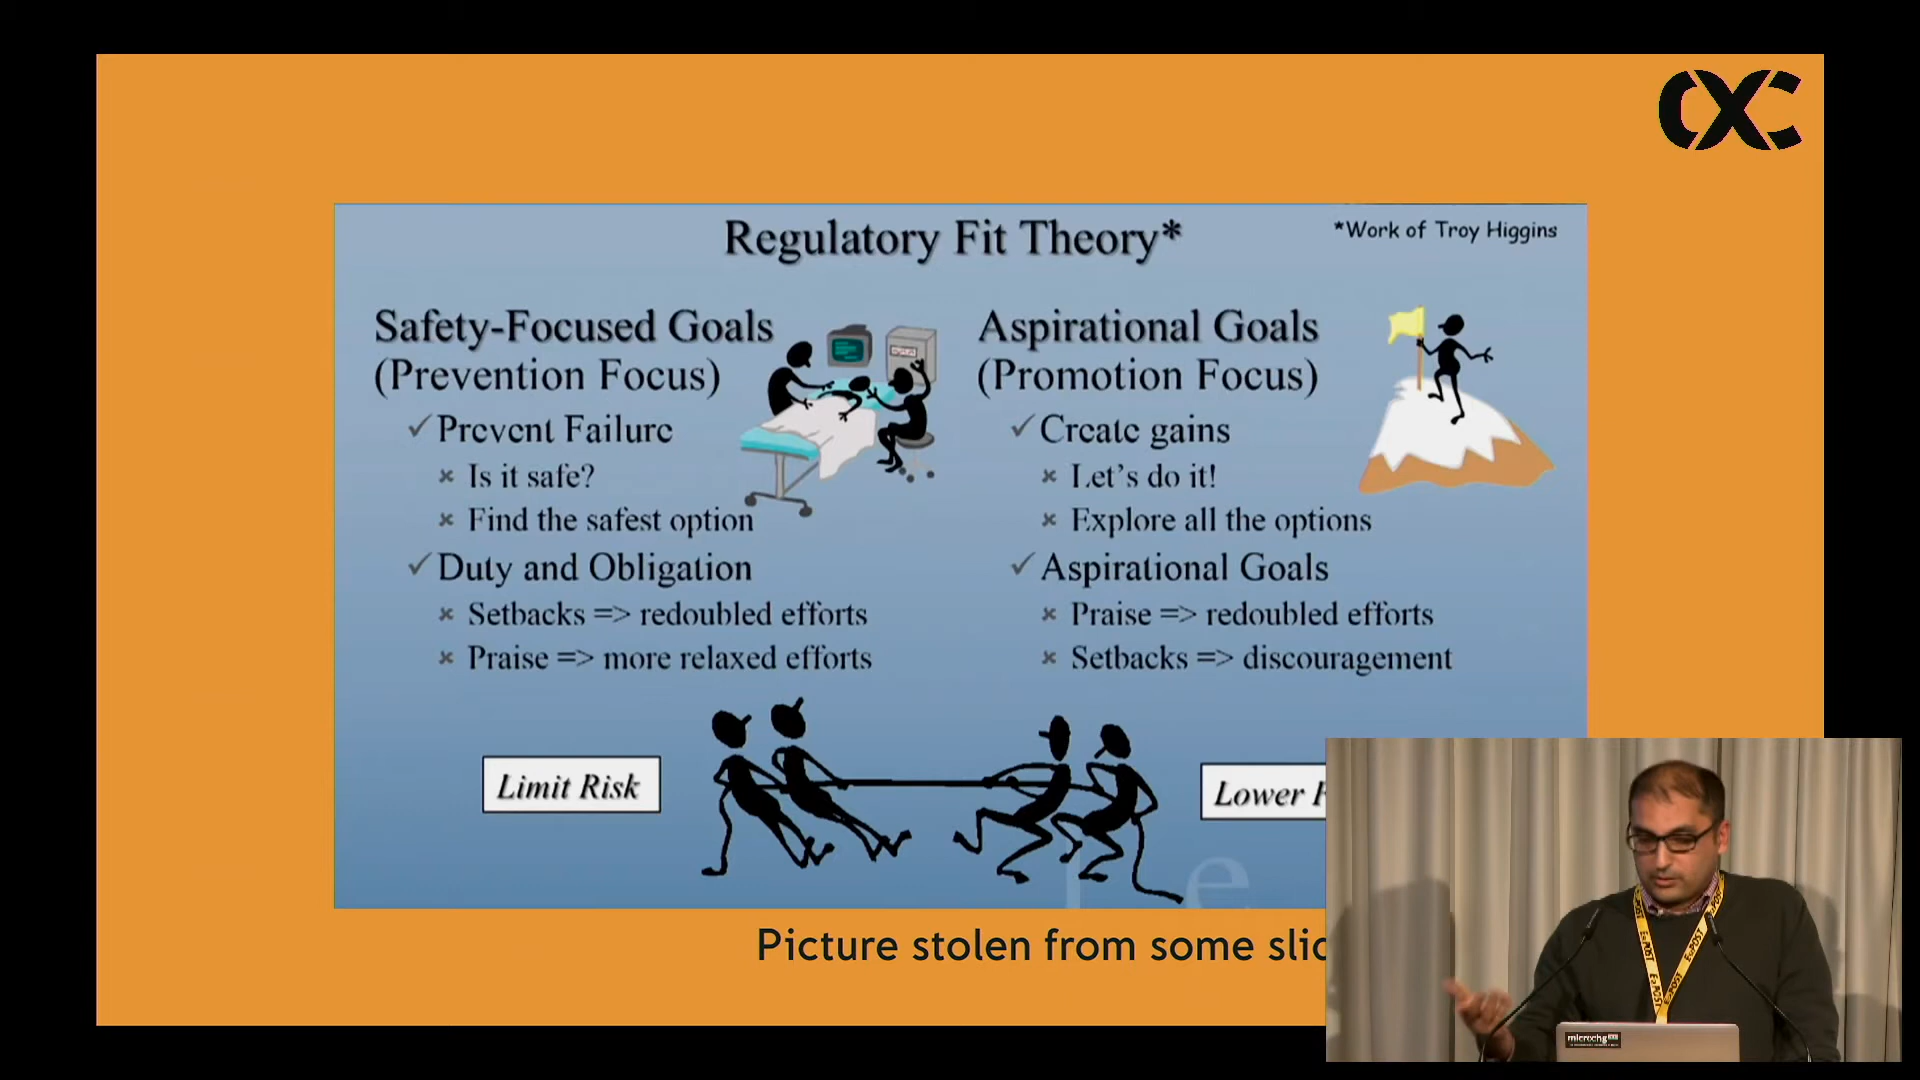 Regulatory Fit Theory*
*Work of Troy Higgins
Safety-Focused Goals
(Prevention Focus)
✓ Prevent Failure
× Is it safe?
× Find the safest option
✓ Duty and Obligation
× Setbacks => redoubled efforts
× Praise => more relaxed efforts
Aspirational Goals
(Promotion Focus)
✓ Create gains
× Let's do it!
× Explore all the options
✓ Aspirational Goals
× Praise => redoubled efforts
× Setbacks => discouragement
Limit Risk
Lower
Picture stolen from some
E-POST
E-POST
microxchg